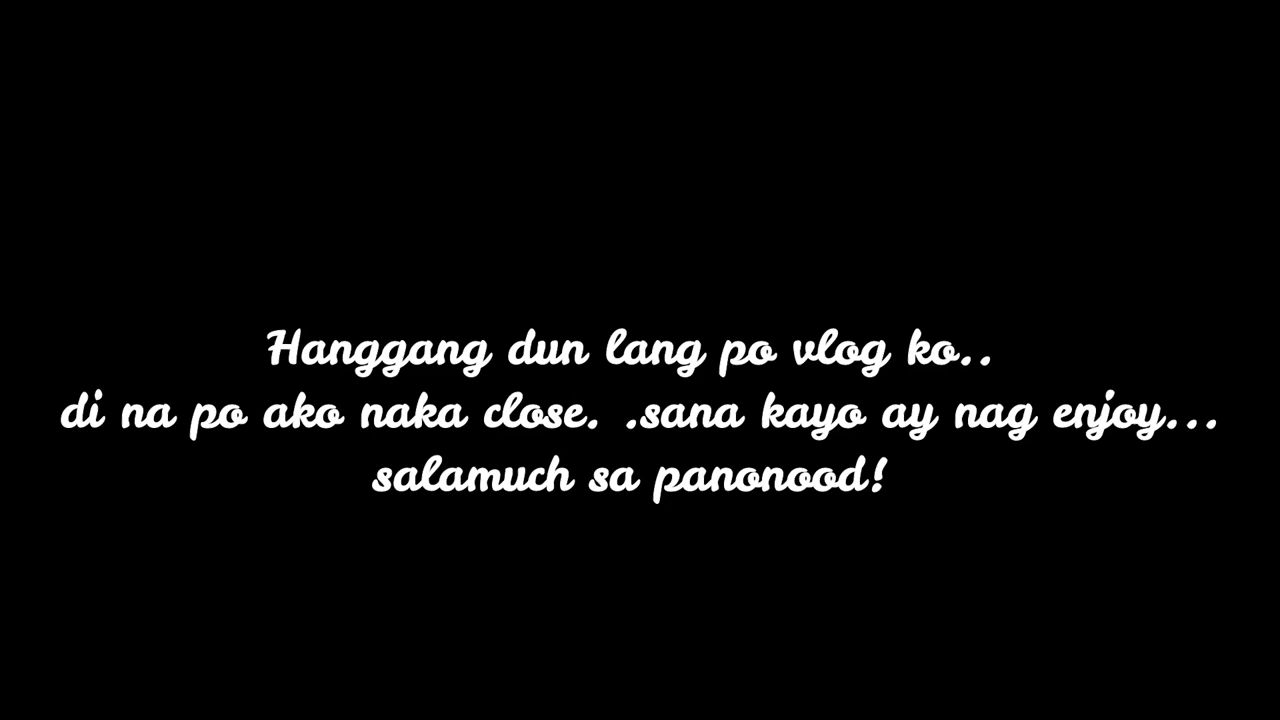 Hanggang dun lang po vlog ko..
di na po ako naka close. .sana kayo ay nag enjoy...
salamuch sa panonood!